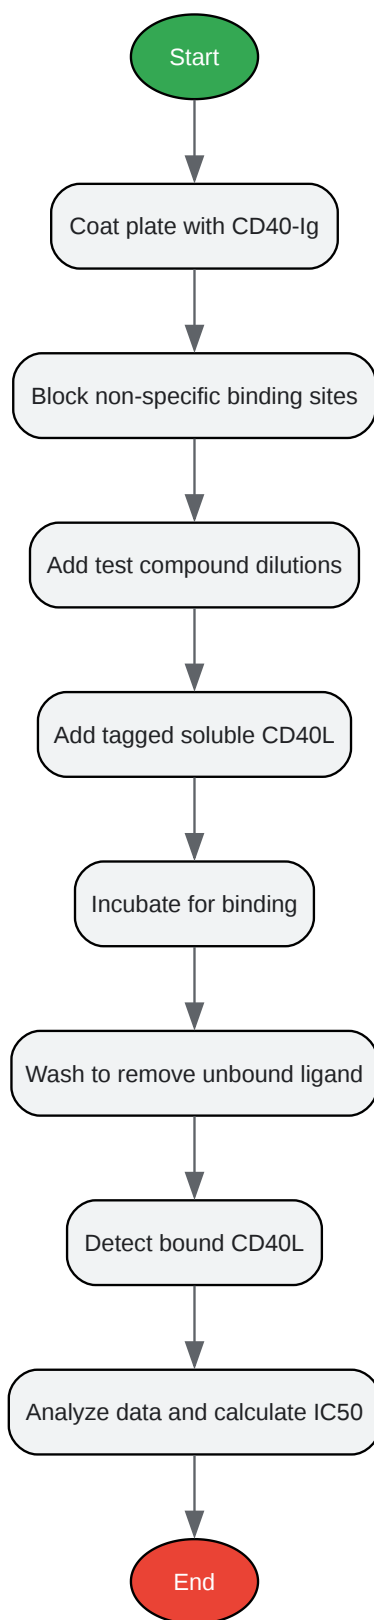 Start
Coat plate with CD40-Ig
Block non-specific binding sites
Add test compound dilutions
Add tagged soluble CD40L
Incubate for binding
Wash to remove unbound ligand
Detect bound CD40L
Analyze data and calculate IC50
End